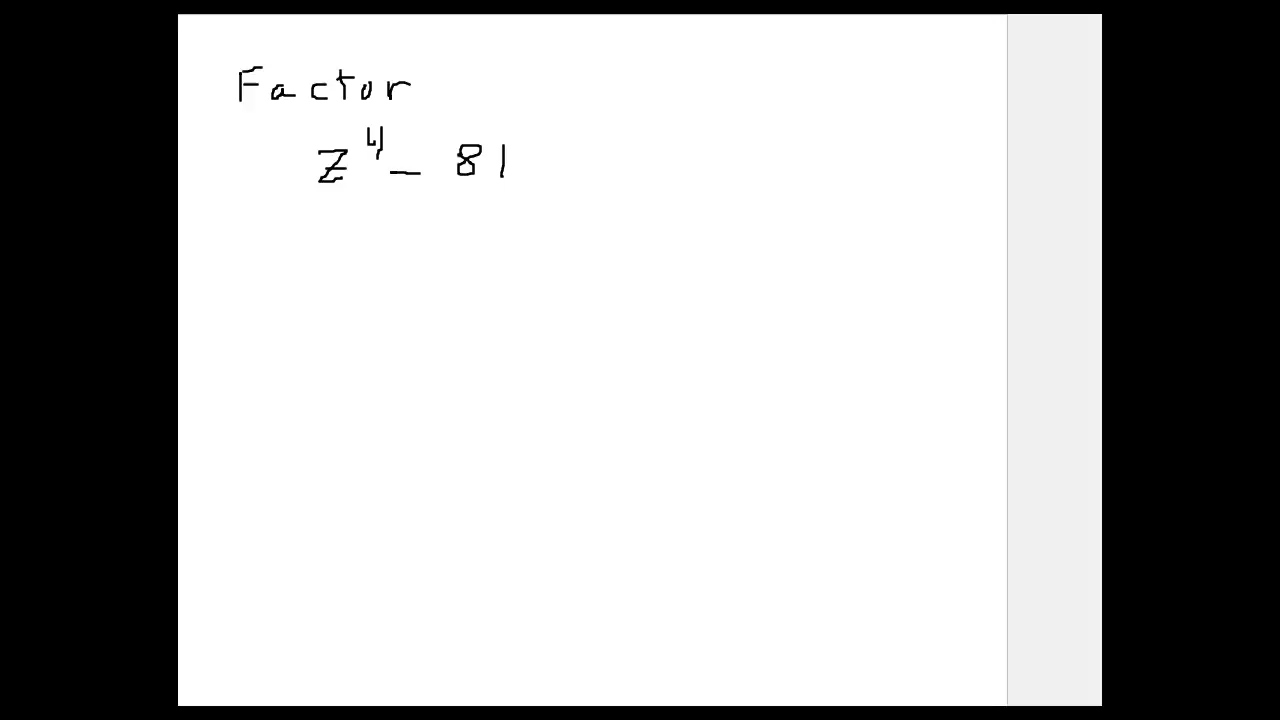 Factor
z⁴ - 81